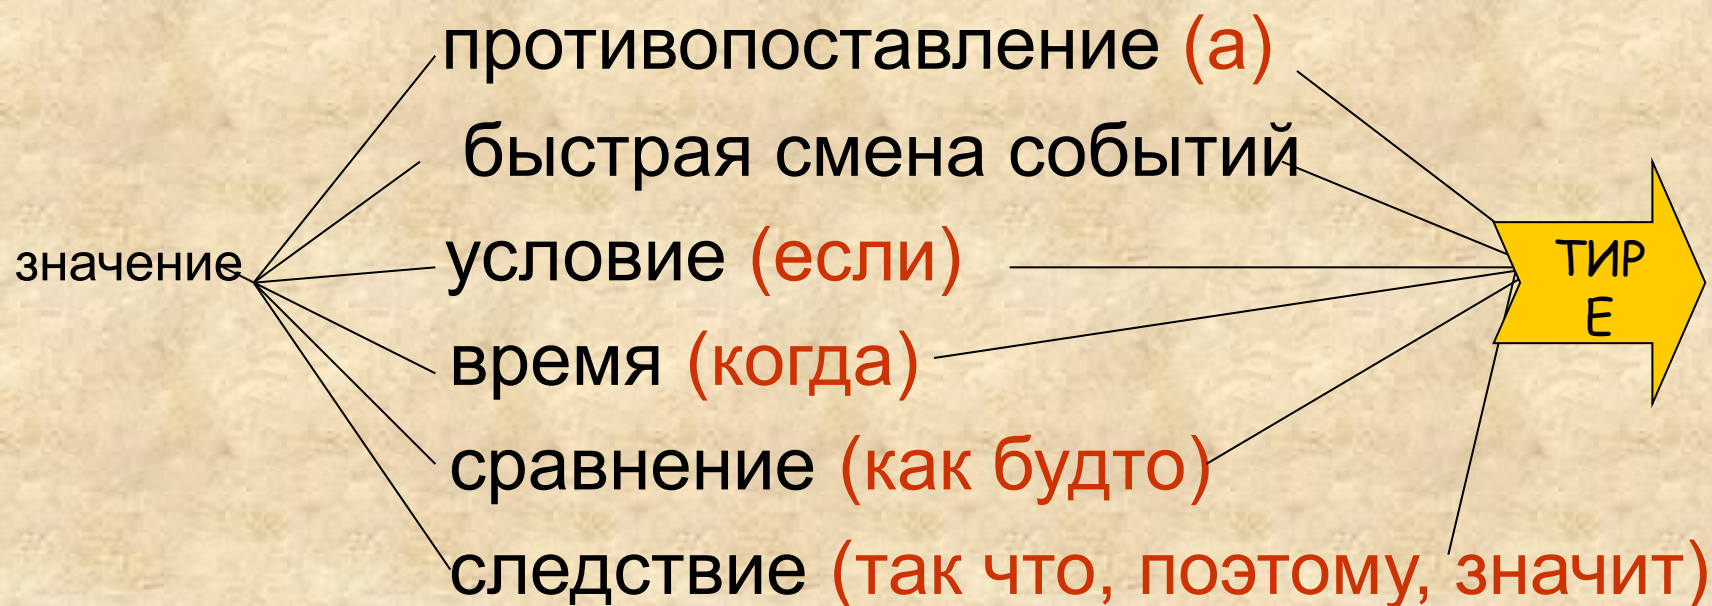 противопоставление (а)
быстрая смена событий
значение
условие (если)
ТИР
Е
время (когда)
сравнение (как будто)
следствие (так что, поэтому, значит)